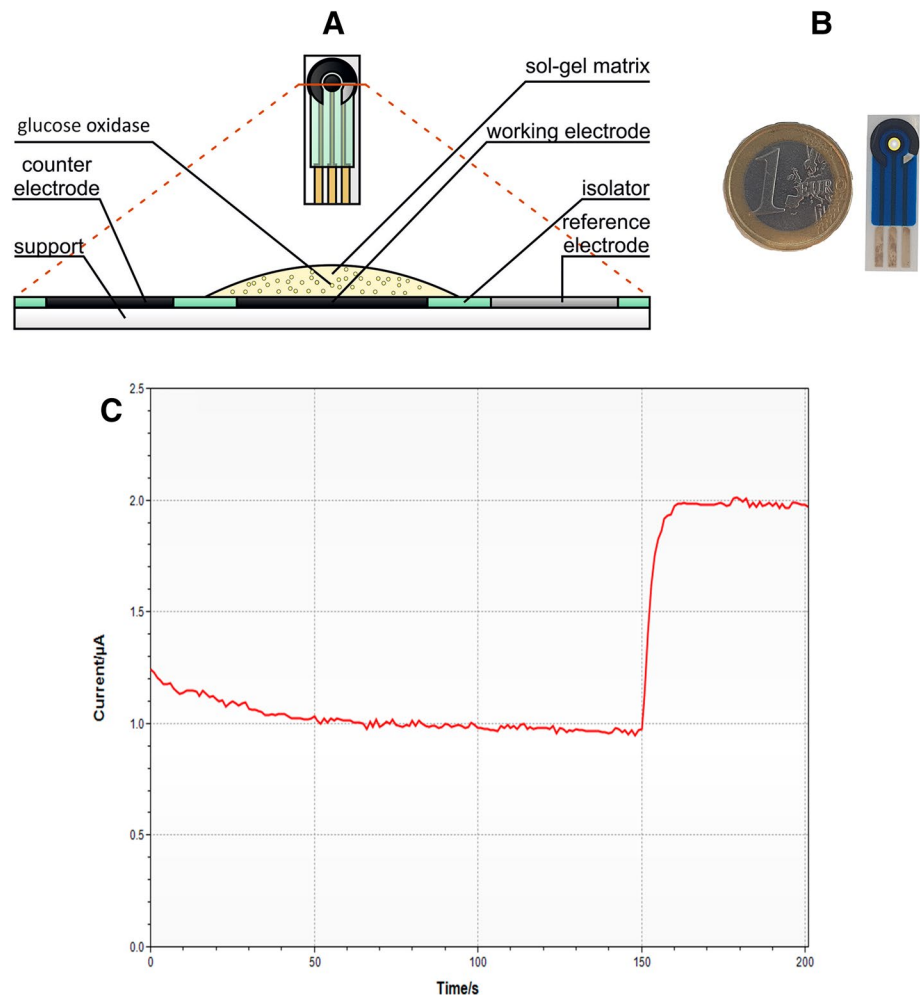 A
B
sol-gel matrix
glucose oxidase
working electrode
counter
electrode
isolator
reference
electrode
support
1
EURO
C
2.5
2.0
1.5
1.0
0.5
0.0
Current/µA
0
50
100
150
200
Time/s